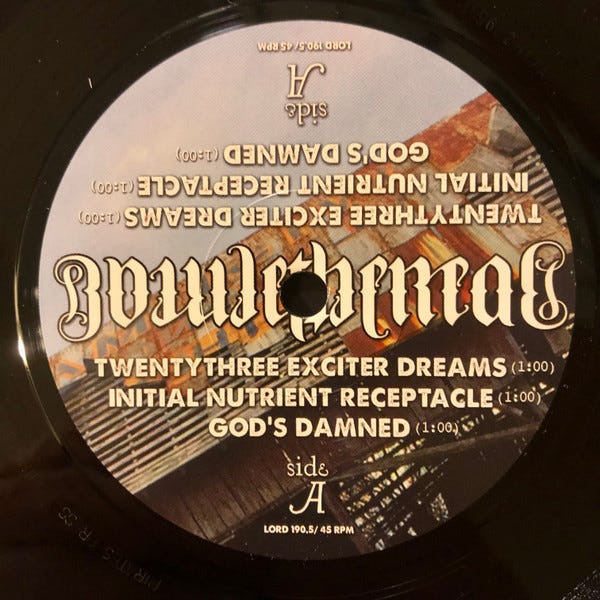 LORD 190.5/ 45 RPM
side
A
GOD'S DAMNED (1:00)
INITIAL NUTRIENT RECEPTACLE (1:00)
TWENTYTHREE EXCITER DREAMS (1:00)
TWENTYTHREE EXCITER DREAMS (1:00)
INITIAL NUTRIENT RECEPTACLE (1:00)
GOD'S DAMNED (1:00)
side
A
LORD 190.5/ 45 RPM